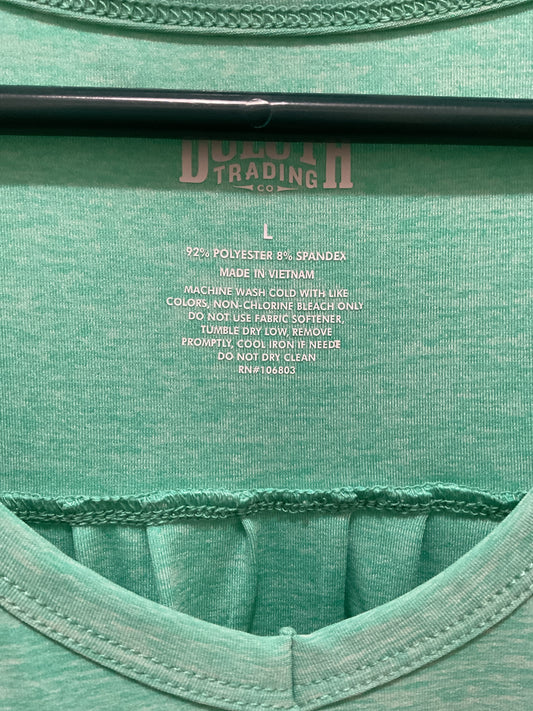 DULUTH
TRADING
CO
L
92% POLYESTER 8% SPANDEX
MADE IN VIETNAM
MACHINE WASH COLD WITH LIKE
COLORS, NON-CHLORINE BLEACH ONLY
DO NOT USE FABRIC SOFTENER,
TUMBLE DRY LOW, REMOVE
PROMPTLY, COOL IRON IF NEEDE
DO NOT DRY CLEAN
RN#106803